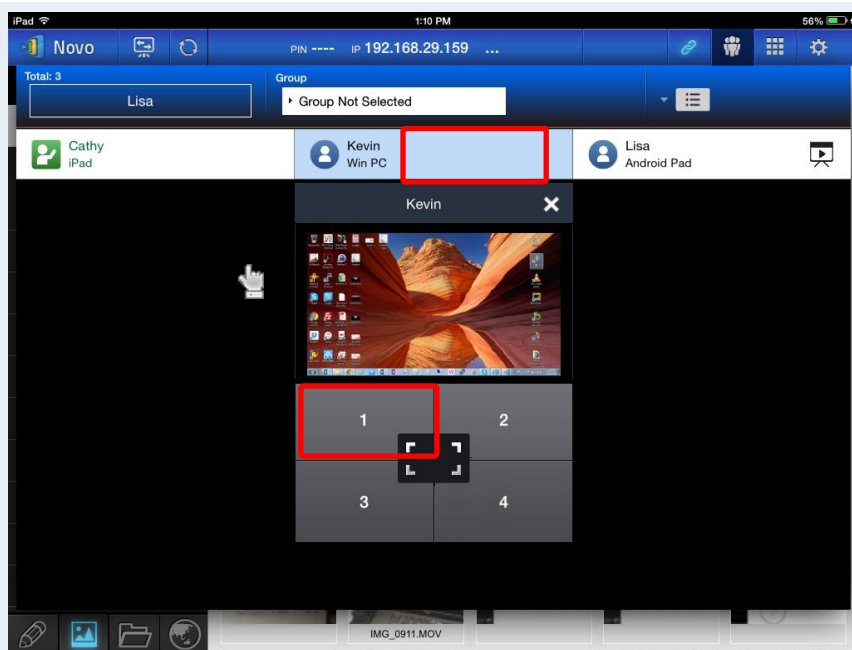 iPad
1:10 PM
56%
Novo
PIN ---- IP 192.168.29.159 ...
Total: 3
Lisa
Group
Group Not Selected
Cathy
iPad
Kevin
Win PC
Lisa
Android Pad
Kevin
1
2
3
4
IMG_0911.MOV